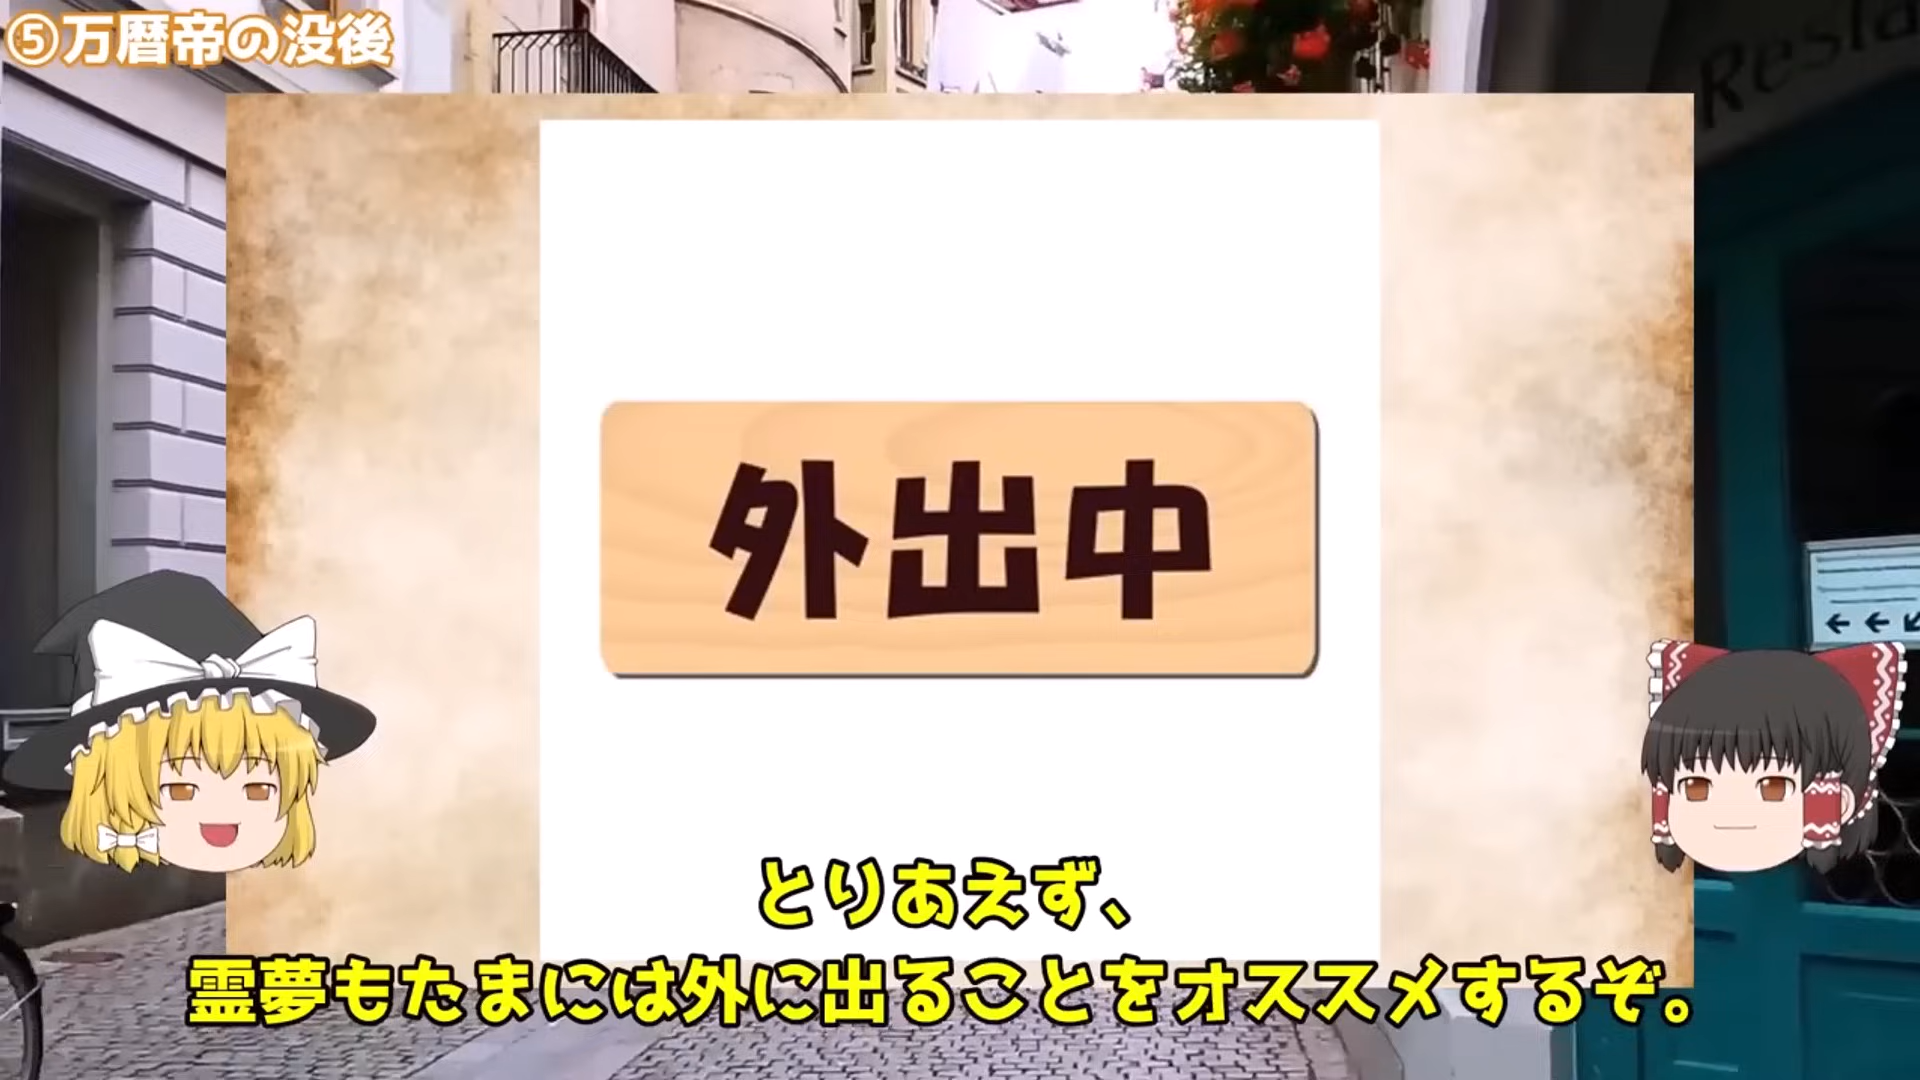 ⑤万暦帝の没後
Resta
外出中
とりあえず、
霊夢もたまには外に出ることをオススメするぞ。